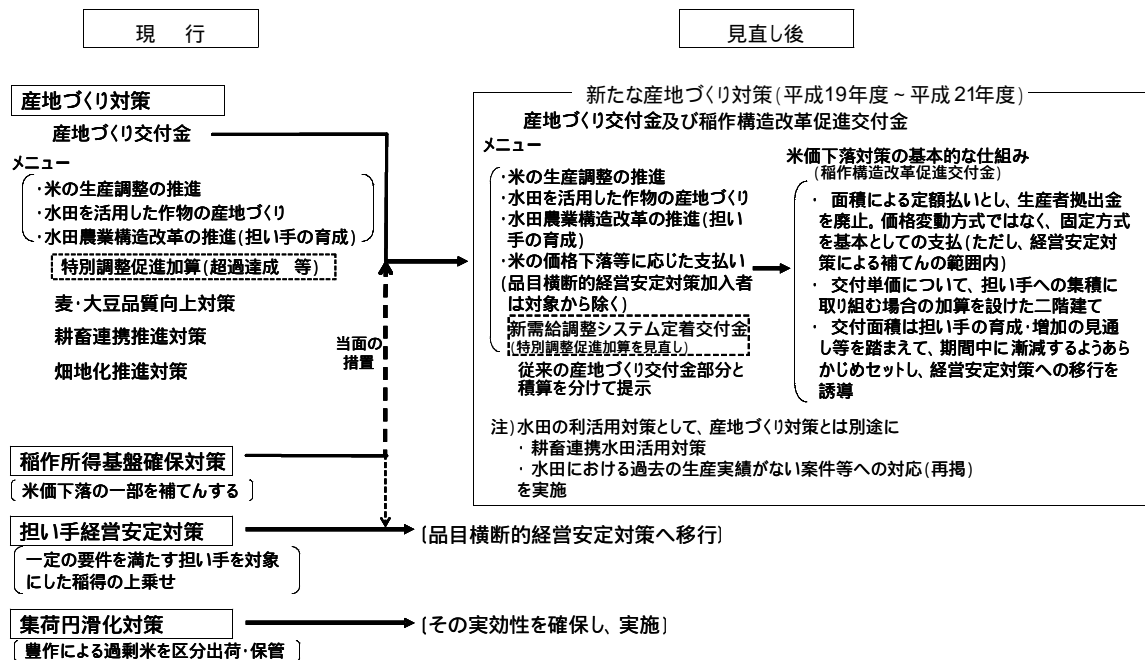 現　行
見直し後
産地づくり対策
産地づくり交付金
メニュー
・米の生産調整の推進
・水田を活用した作物の産地づくり
・水田農業構造改革の推進(担い手の育成)
特別調整促進加算(超過達成　等)
麦・大豆品質向上対策
耕畜連携推進対策
畑地化推進対策
当面の
措置
稲作所得基盤確保対策
米価下落の一部を補てんする
担い手経営安定対策
一定の要件を満たす担い手を対象
にした稲得の上乗せ
集荷円滑化対策
豊作による過剰米を区分出荷・保管
新たな産地づくり対策(平成19年度～平成21年度)
産地づくり交付金及び稲作構造改革促進交付金
メニュー
・米の生産調整の推進
・水田を活用した作物の産地づくり
・水田農業構造改革の推進(担い
手の育成)
・米の価格下落等に応じた支払い
(品目横断的経営安定対策加入者
は対象から除く)
新需給調整システム定着交付金
(特別調整促進加算を見直し)
従来の産地づくり交付金部分と
積算を分けて提示
米価下落対策の基本的な仕組み
(稲作構造改革促進交付金)
・ 面積による定額払いとし、生産者拠出金
を廃止。価格変動方式ではなく、固定方式
を基本としての支払(ただし、経営安定対
策による補てんの範囲内)
・ 交付単価について、担い手への集積に
取り組む場合の加算を設けた二階建て
・ 交付面積は担い手の育成・増加の見通
し等を踏まえて、期間中に漸減するようあら
かじめセットし、経営安定対策への移行を
誘導
注)水田の利活用対策として、産地づくり対策とは別途に
・ 耕畜連携水田活用対策
・ 水田における過去の生産実績がない案件等への対応(再掲)
を実施
〔品目横断的経営安定対策へ移行〕
〔その実効性を確保し、実施〕